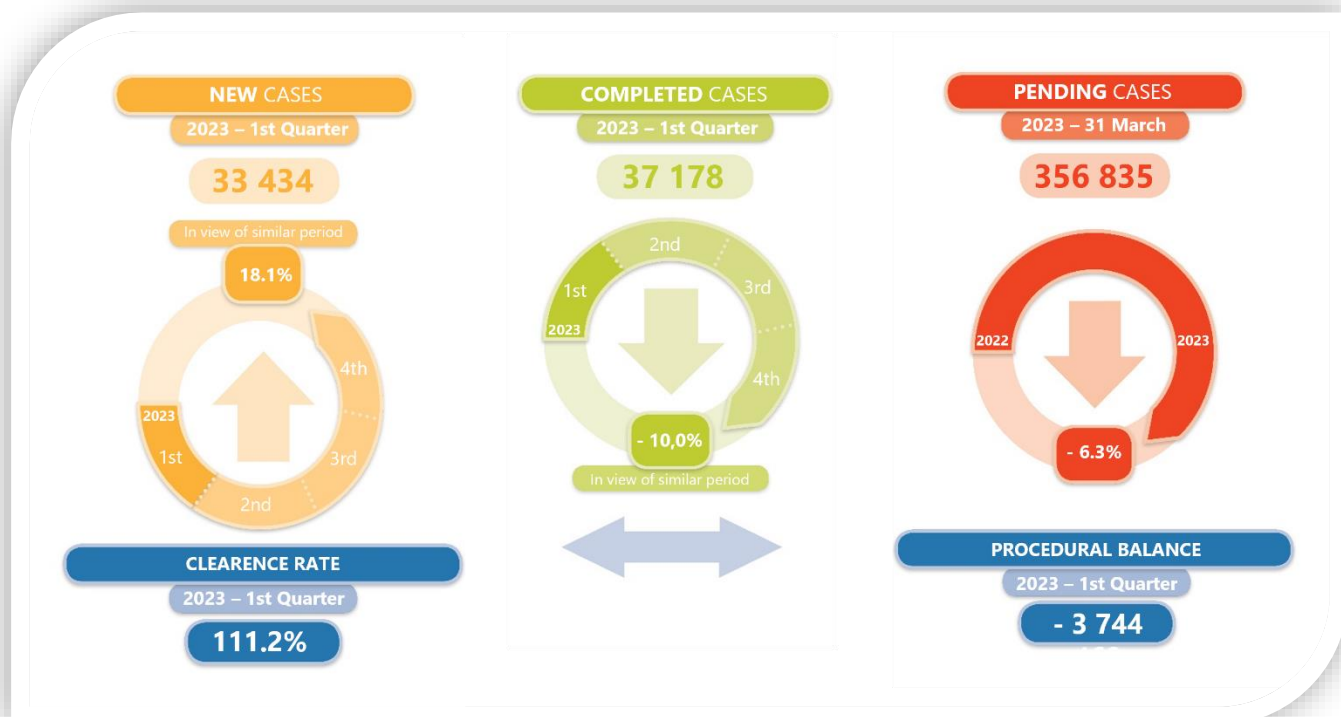 NEW CASES
2023 – 1st Quarter
33 434
In view of similar period
18.1%
2023
1st
2nd
3rd
4th
CLEARENCE RATE
2023 – 1st Quarter
111.2%
COMPLETED CASES
2023 – 1st Quarter
37 178
2023
1st
2nd
3rd
4th
- 10,0%
In view of similar period
PENDING CASES
2023 – 31 March
356 835
2022
2023
- 6.3%
PROCEDURAL BALANCE
2023 – 1st Quarter
- 3 744